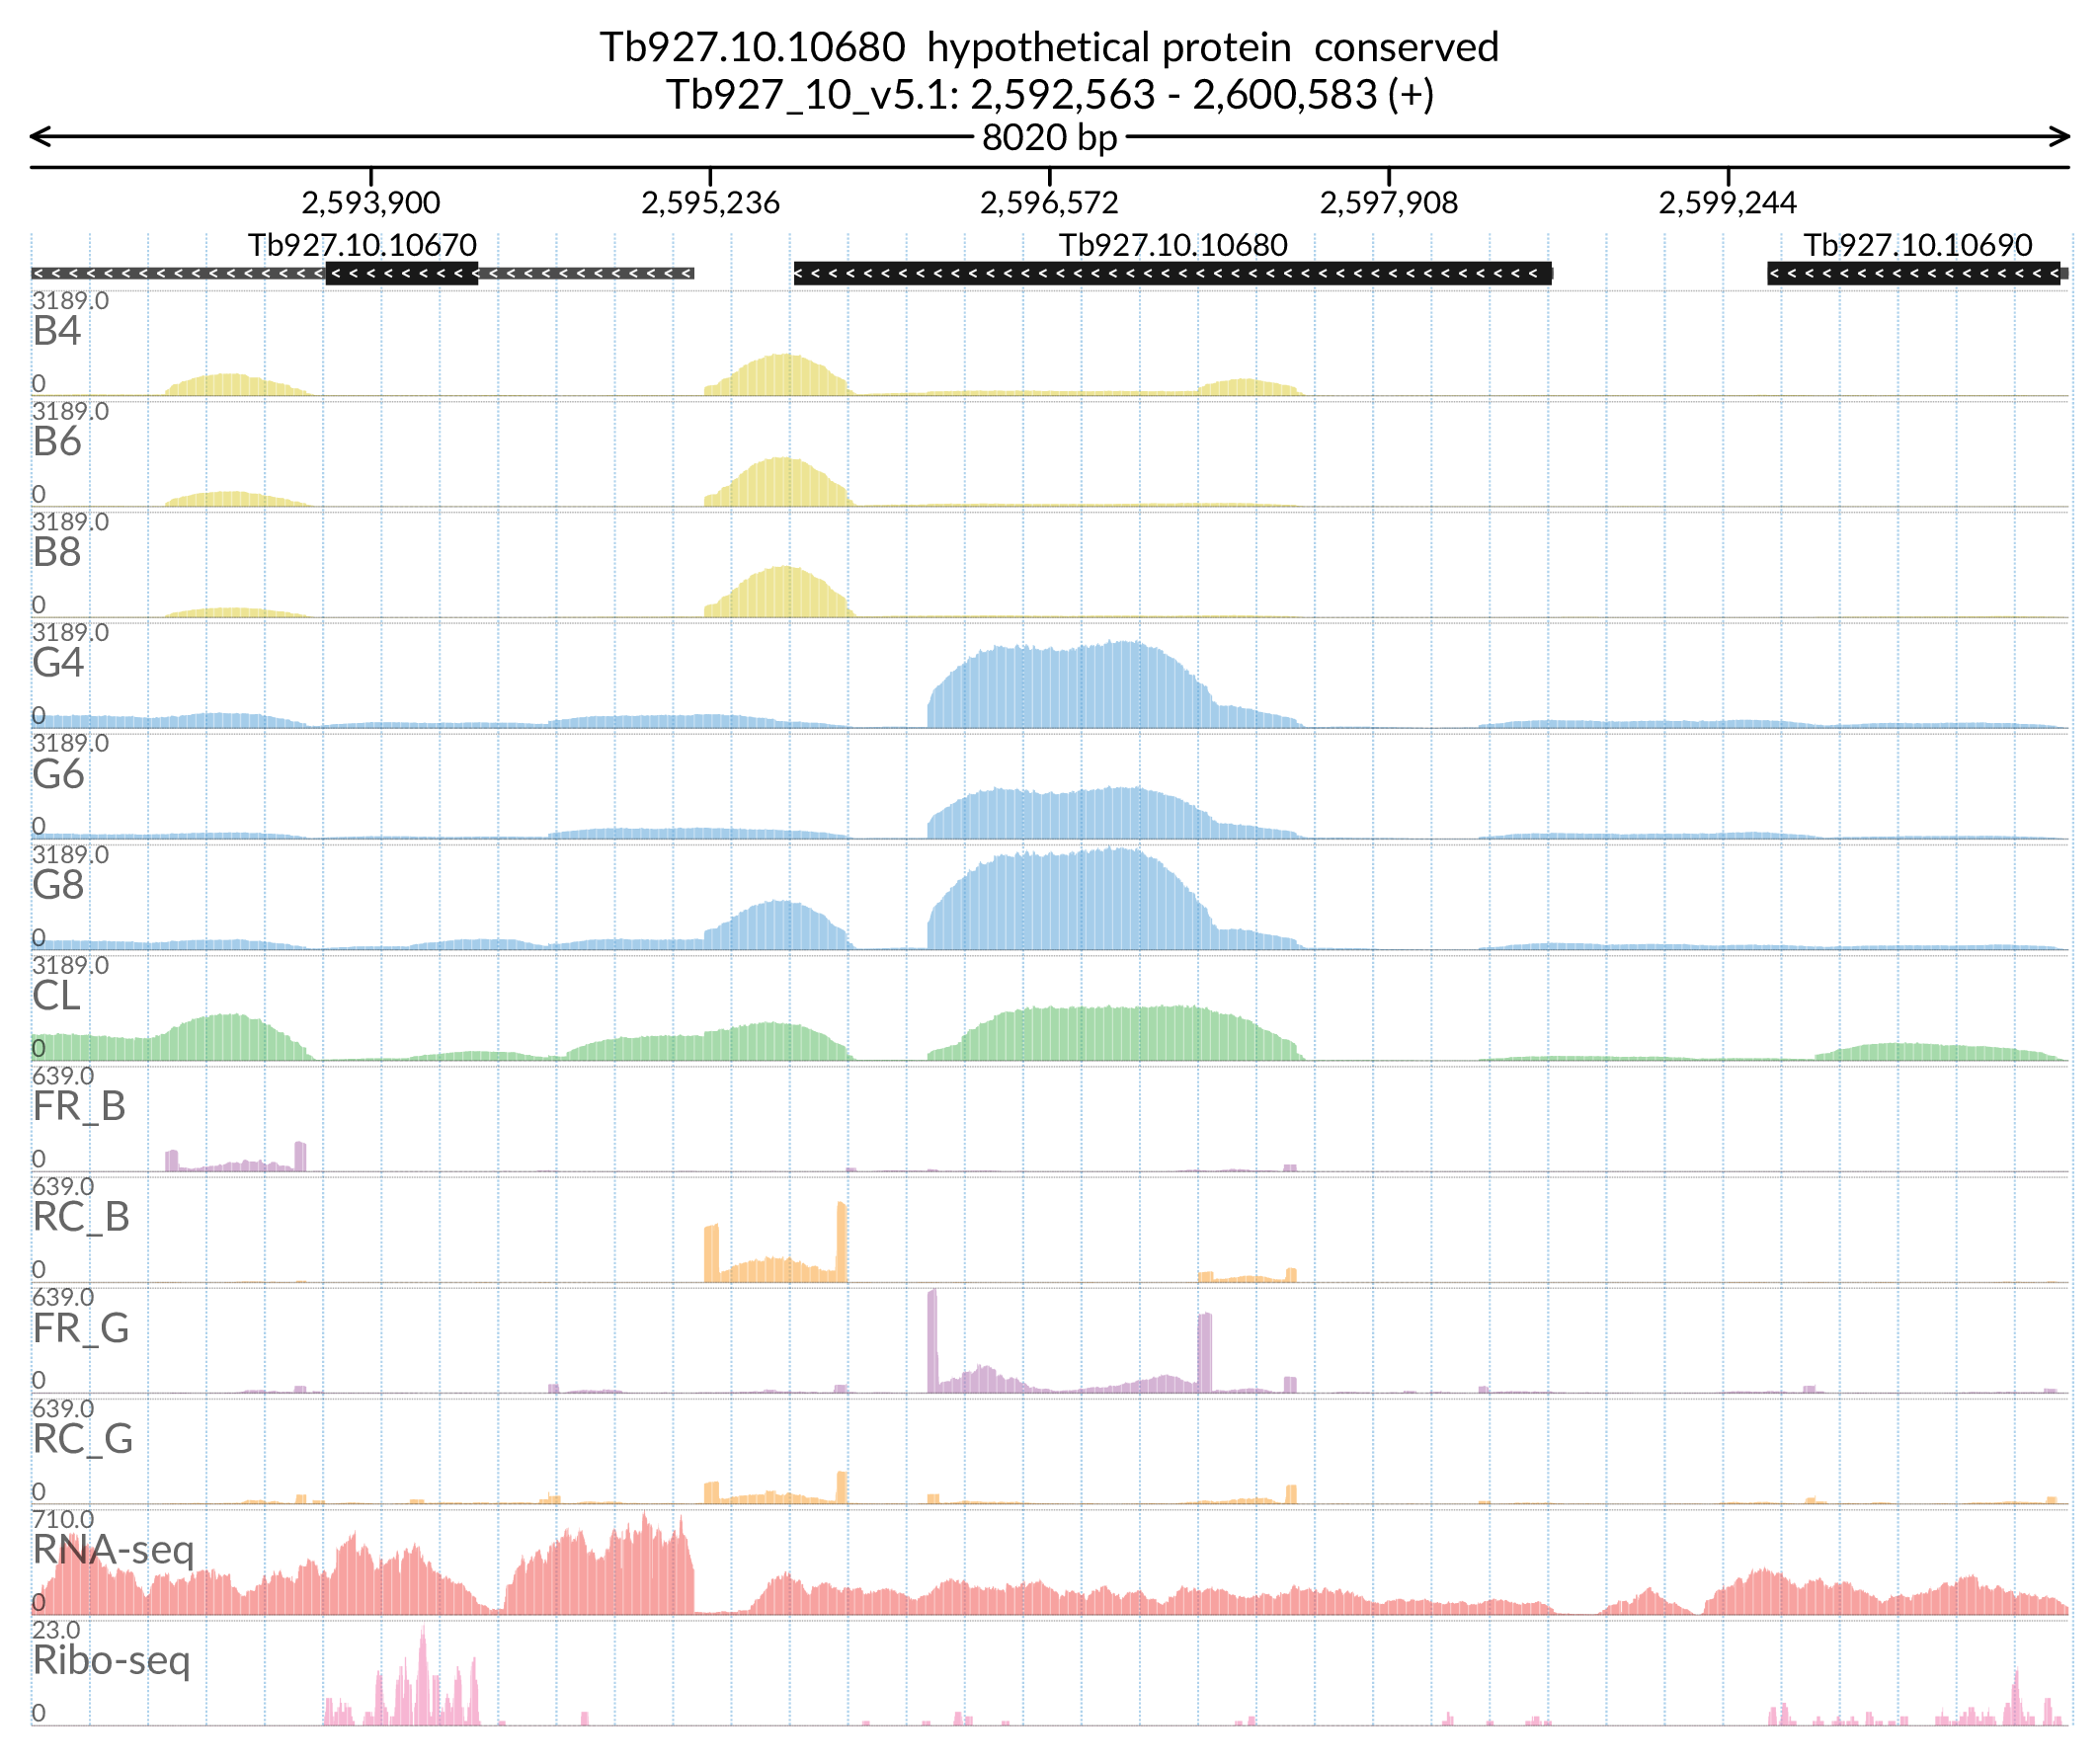 Tb927.10.10680  hypothetical protein  conserved
Tb927_10_v5.1: 2,592,563 - 2,600,583 (+)
8020 bp
2,593,900 2,595,236 2,596,572 2,597,908 2,599,244
Tb927.10.10670 Tb927.10.10680 Tb927.10.10690
3189.0
B4
0
3189.0
B6
0
3189.0
B8
0
3189.0
G4
0
3189.0
G6
0
3189.0
G8
0
3189.0
CL
0
639.0
FR_B
0
639.0
RC_B
0
639.0
FR_G
0
639.0
RC_G
0
710.0
RNA-seq
0
23.0
Ribo-seq
0